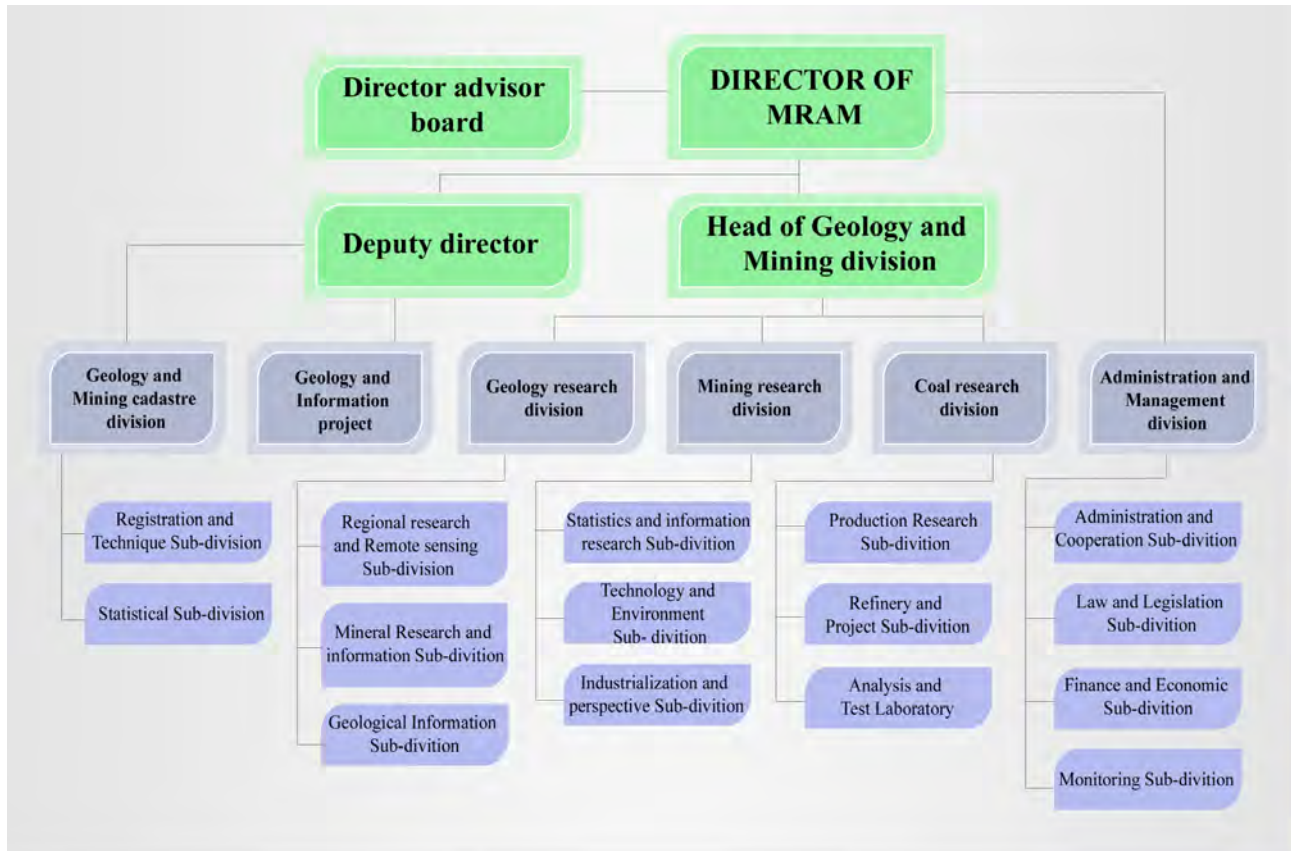 Director advisor
board
DIRECTOR OF
MRAM
Deputy director
Head of Geology and
Mining division
Geology and
Mining cadastre
division
Geology and
Information
project
Geology research
division
Mining research
division
Coal research
division
Administration and
Management
division
Registration and
Technique Sub-division
Statistical Sub-division
Regional research
and Remote sensing
Sub-division
Mineral Research and
information Sub-divition
Geological Information
Sub-divition
Statistics and information
research Sub-divition
Technology and
Environment
Sub- divition
Industrialization and
perspective Sub-divition
Production Research
Sub-divition
Refinery and
Project Sub-divition
Analysis and
Test Laboratory
Administration and
Cooperation Sub-divition
Law and Legislation
Sub-divition
Finance and Economic
Sub-divition
Monitoring Sub-divition